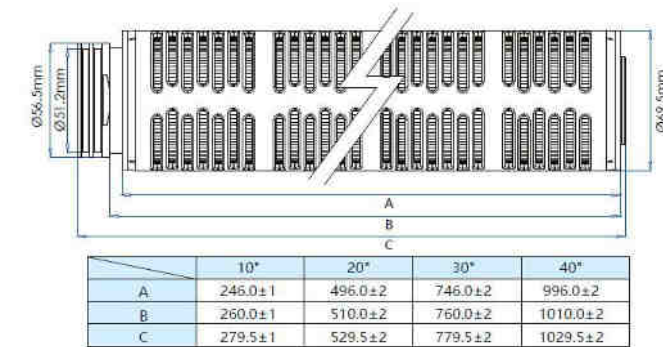 Ø56.5mm
Ø51.2mm
Ø69.5mm
A
B
C
10" 20" 30" 40"
A 246.0±1 496.0±2 746.0±2 996.0±2
B 260.0±1 510.0±2 760.0±2 1010.0±2
C 279.5±1 529.5±2 779.5±2 1029.5±2